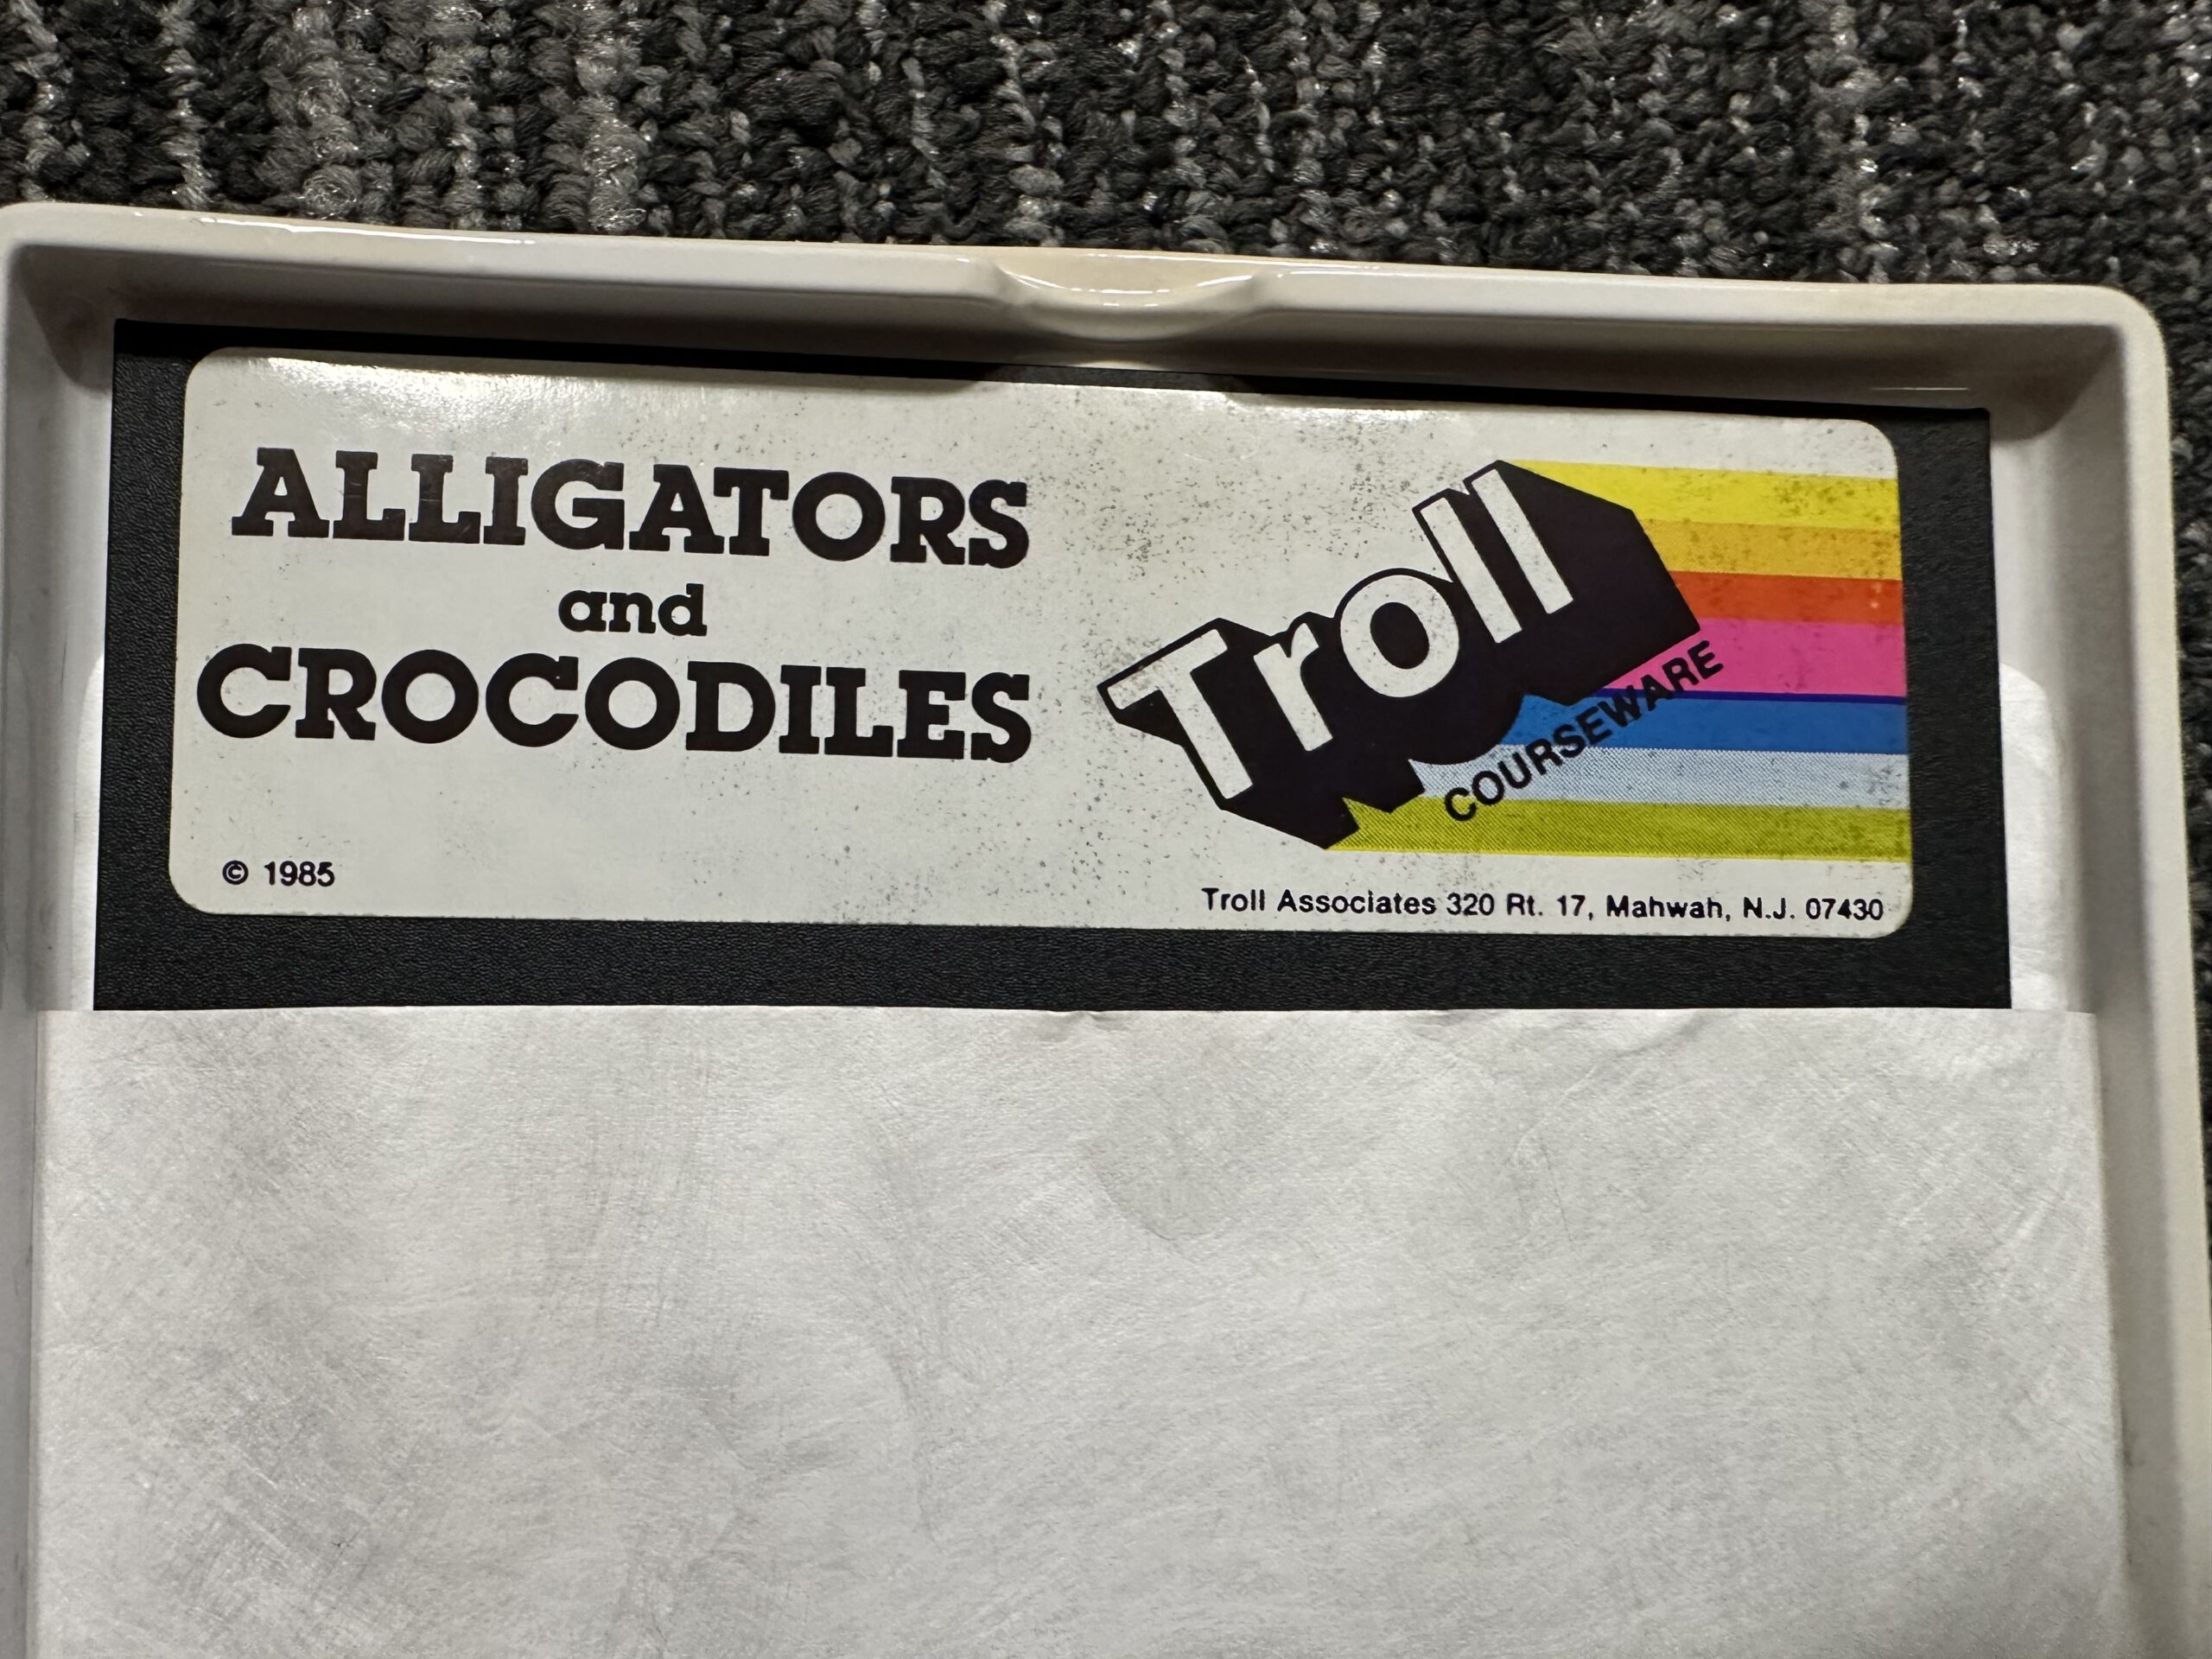 ALLIGATORS
and
CROCODILES
Troll
COURSEWARE
© 1985
Troll Associates 320 Rt. 17, Mahwah, N.J. 07430